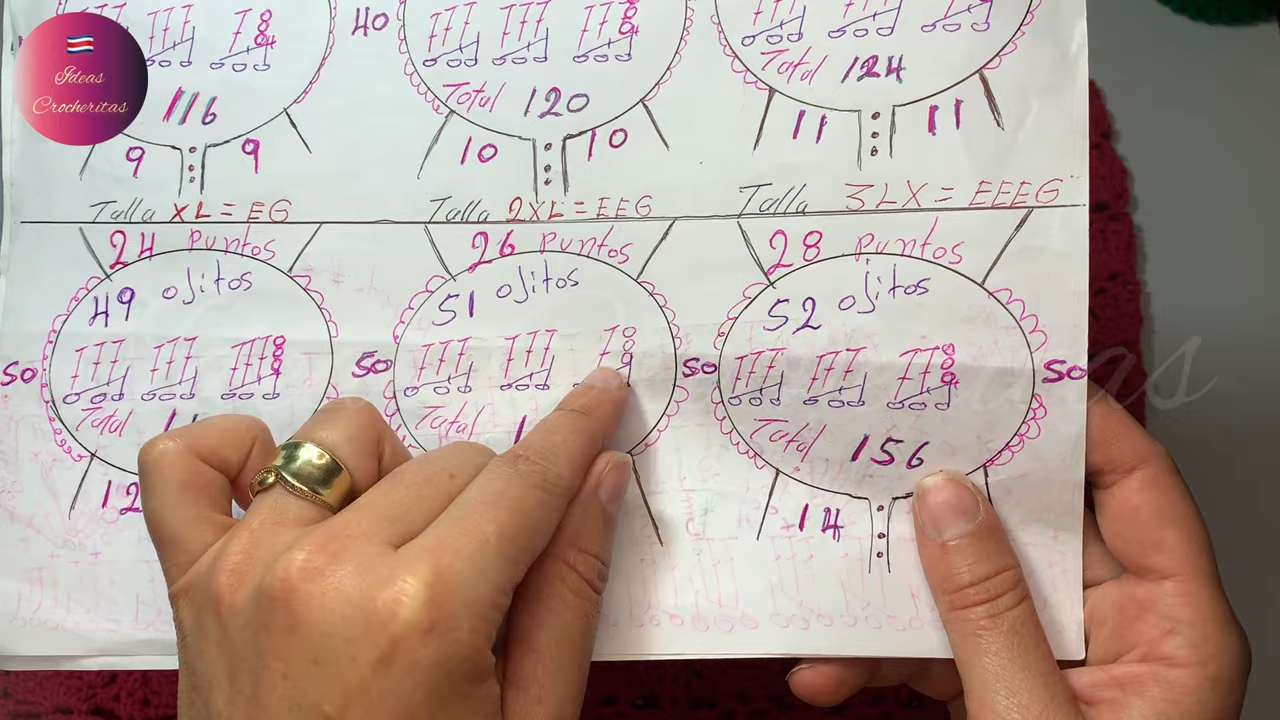 Ideas
Crocheritas
116
9 9
40
Total 120
10 10
Total 124
11 11
Talla XL = EG
24 puntos
49 ojitos
50
Total
12
Talla 2XL = EEG
26 puntos
51 ojitos
50
Total
Talla 3LX = EEEG
28 puntos
52 ojitos
50 50
Total 156
14